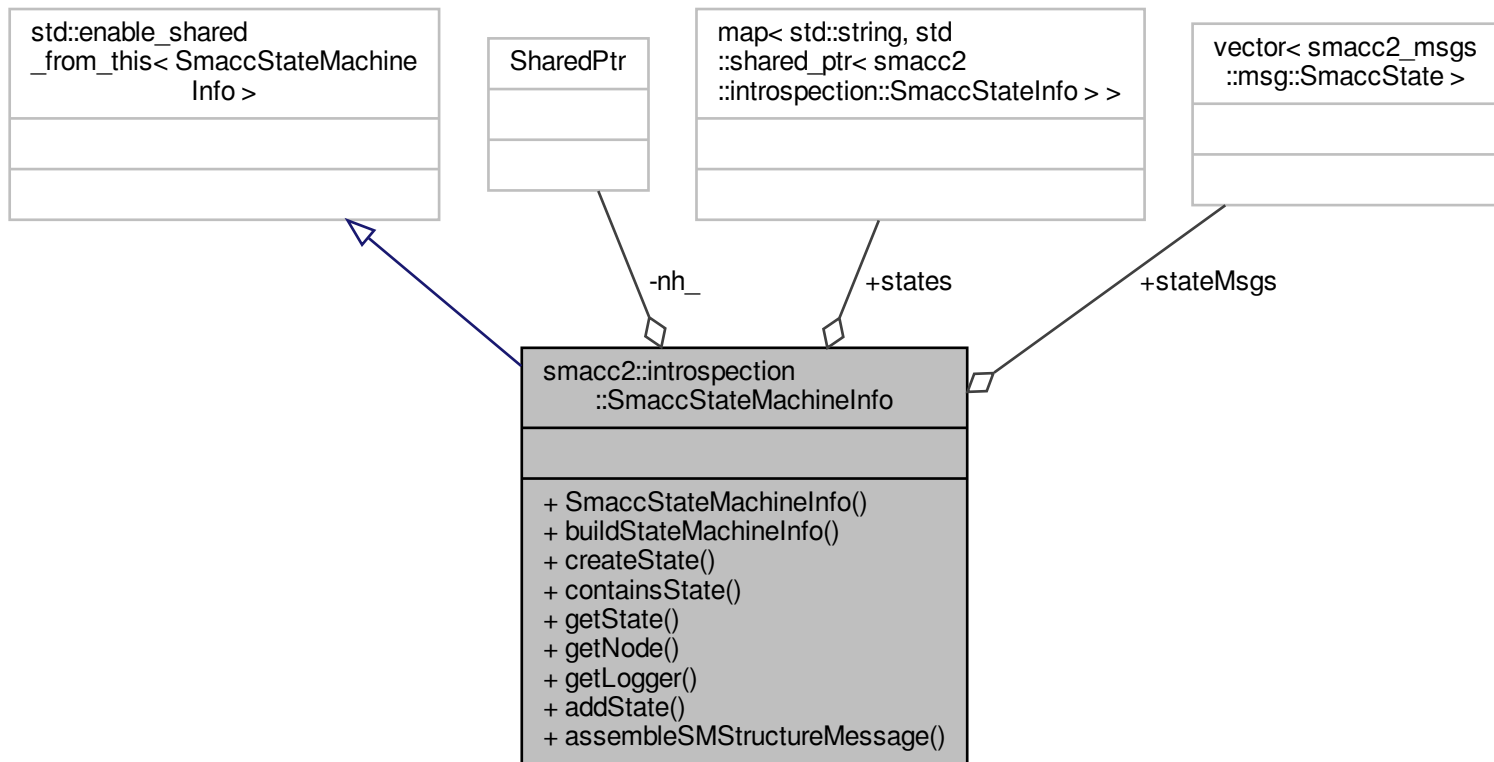 std::enable_shared
_from_this< SmaccStateMachine
Info >
SharedPtr
map< std::string, std
::shared_ptr< smacc2
::introspection::SmaccStateInfo > >
vector< smacc2_msgs
::msg::SmaccState >
-nh_
+states
+stateMsgs
smacc2::introspection
::SmaccStateMachineInfo
+ SmaccStateMachineInfo()
+ buildStateMachineInfo()
+ createState()
+ containsState()
+ getState()
+ getNode()
+ getLogger()
+ addState()
+ assembleSMStructureMessage()